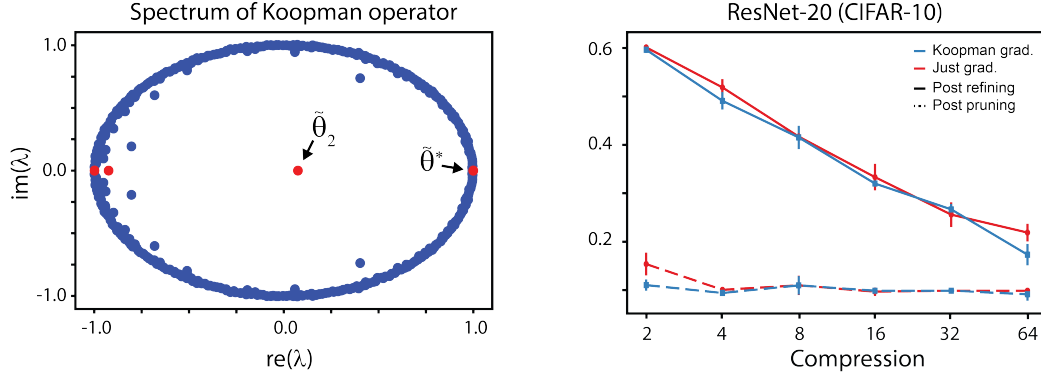 Spectrum of Koopman operator
1.0
0.0
-1.0
im(λ)
θ̃₂
θ̃*
-1.0
0.0
1.0
re(λ)
ResNet-20 (CIFAR-10)
0.6
0.4
0.2
Koopman grad.
Just grad.
Post refining
Post pruning
2
4
8
16
32
64
Compression